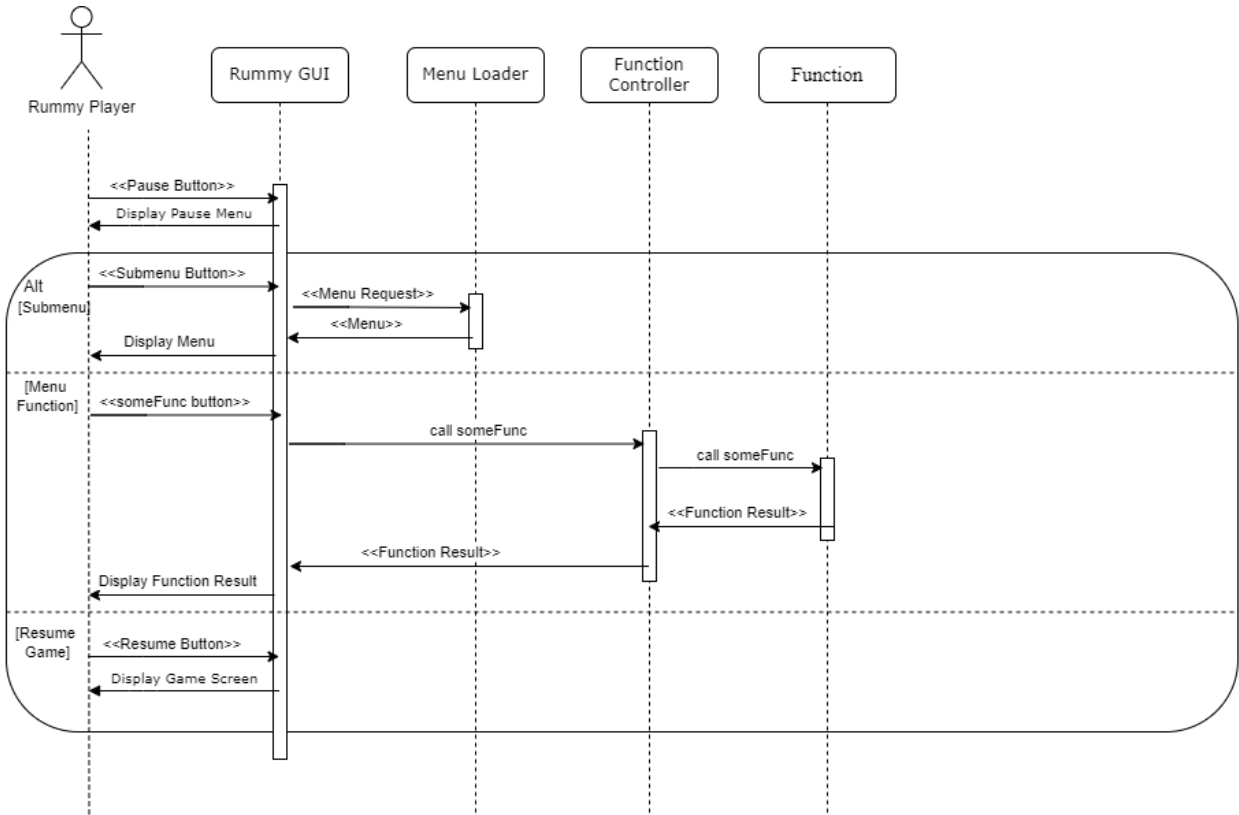 Rummy Player
Rummy GUI
Menu Loader
Function
Controller
Function
<<Pause Button>>
Display Pause Menu
Alt
[Submenu]
<<Submenu Button>>
<<Menu Request>>
<<Menu>>
Display Menu
[Menu
Function]
<<someFunc button>>
call someFunc
call someFunc
<<Function Result>>
<<Function Result>>
Display Function Result
[Resume
Game]
<<Resume Button>>
Display Game Screen